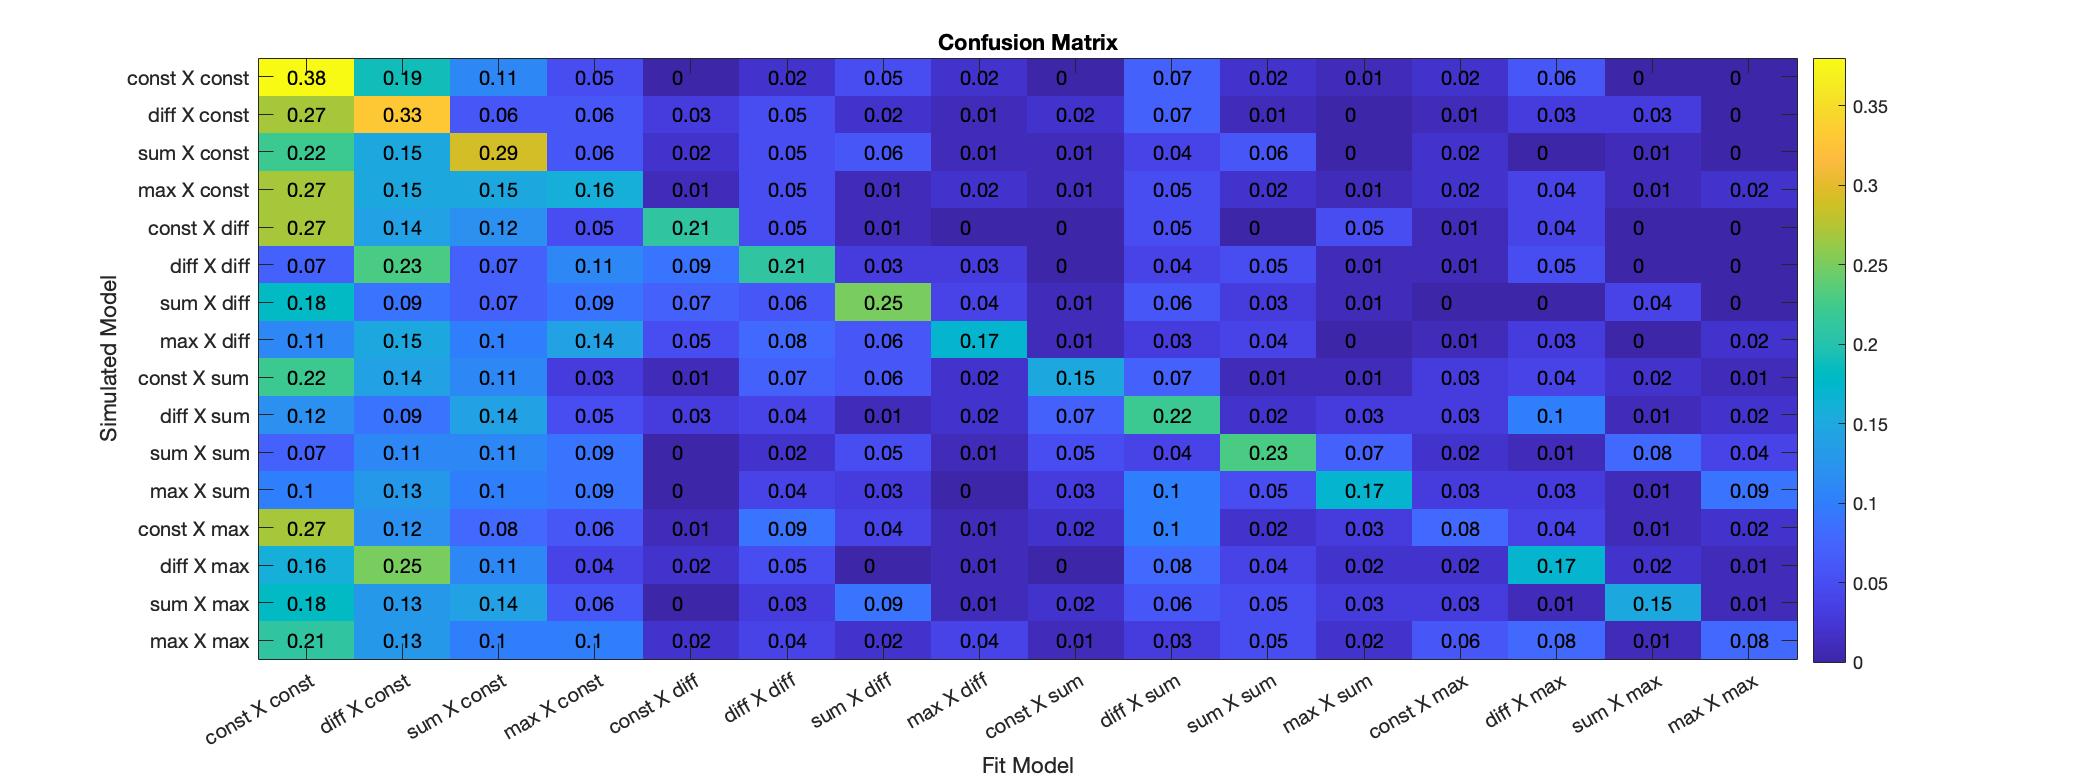 Confusion Matrix
Simulated Model
const X const 0.38 0.19 0.11 0.05 0 0.02 0.05 0.02 0 0.07 0.02 0.01 0.02 0.06 0 0
diff X const 0.27 0.33 0.06 0.06 0.03 0.05 0.02 0.01 0.02 0.07 0.01 0 0.01 0.03 0.03 0
sum X const 0.22 0.15 0.29 0.06 0.02 0.05 0.06 0.01 0.01 0.04 0.06 0 0.02 0 0.01 0
max X const 0.27 0.15 0.15 0.16 0.01 0.05 0.01 0.02 0.01 0.05 0.02 0.01 0.02 0.04 0.01 0.02
const X diff 0.27 0.14 0.12 0.05 0.21 0.05 0.01 0 0 0.05 0 0.05 0.01 0.04 0 0
diff X diff 0.07 0.23 0.07 0.11 0.09 0.21 0.03 0.03 0 0.04 0.05 0.01 0.01 0.05 0 0
sum X diff 0.18 0.09 0.07 0.09 0.07 0.06 0.25 0.04 0.01 0.06 0.03 0.01 0 0 0.04 0
max X diff 0.11 0.15 0.1 0.14 0.05 0.08 0.06 0.17 0.01 0.03 0.04 0 0.01 0.03 0 0.02
const X sum 0.22 0.14 0.11 0.03 0.01 0.07 0.06 0.02 0.15 0.07 0.01 0.01 0.03 0.04 0.02 0.01
diff X sum 0.12 0.09 0.14 0.05 0.03 0.04 0.01 0.02 0.07 0.22 0.02 0.03 0.03 0.1 0.01 0.02
sum X sum 0.07 0.11 0.11 0.09 0 0.02 0.05 0.01 0.05 0.04 0.23 0.07 0.02 0.01 0.08 0.04
max X sum 0.1 0.13 0.1 0.09 0 0.04 0.03 0 0.03 0.1 0.05 0.17 0.03 0.03 0.01 0.09
const X max 0.27 0.12 0.08 0.06 0.01 0.09 0.04 0.01 0.02 0.1 0.02 0.03 0.08 0.04 0.01 0.02
diff X max 0.16 0.25 0.11 0.04 0.02 0.05 0 0.01 0 0.08 0.04 0.02 0.02 0.17 0.02 0.01
sum X max 0.18 0.13 0.14 0.06 0 0.03 0.09 0.01 0.02 0.06 0.05 0.03 0.03 0.01 0.15 0.01
max X max 0.21 0.13 0.1 0.1 0.02 0.04 0.02 0.04 0.01 0.03 0.05 0.02 0.06 0.08 0.01 0.08
const X const diff X const sum X const max X const const X diff diff X diff sum X diff max X diff const X sum diff X sum sum X sum max X sum const X max diff X max sum X max max X max
Fit Model
0.35
0.3
0.25
0.2
0.15
0.1
0.05
0